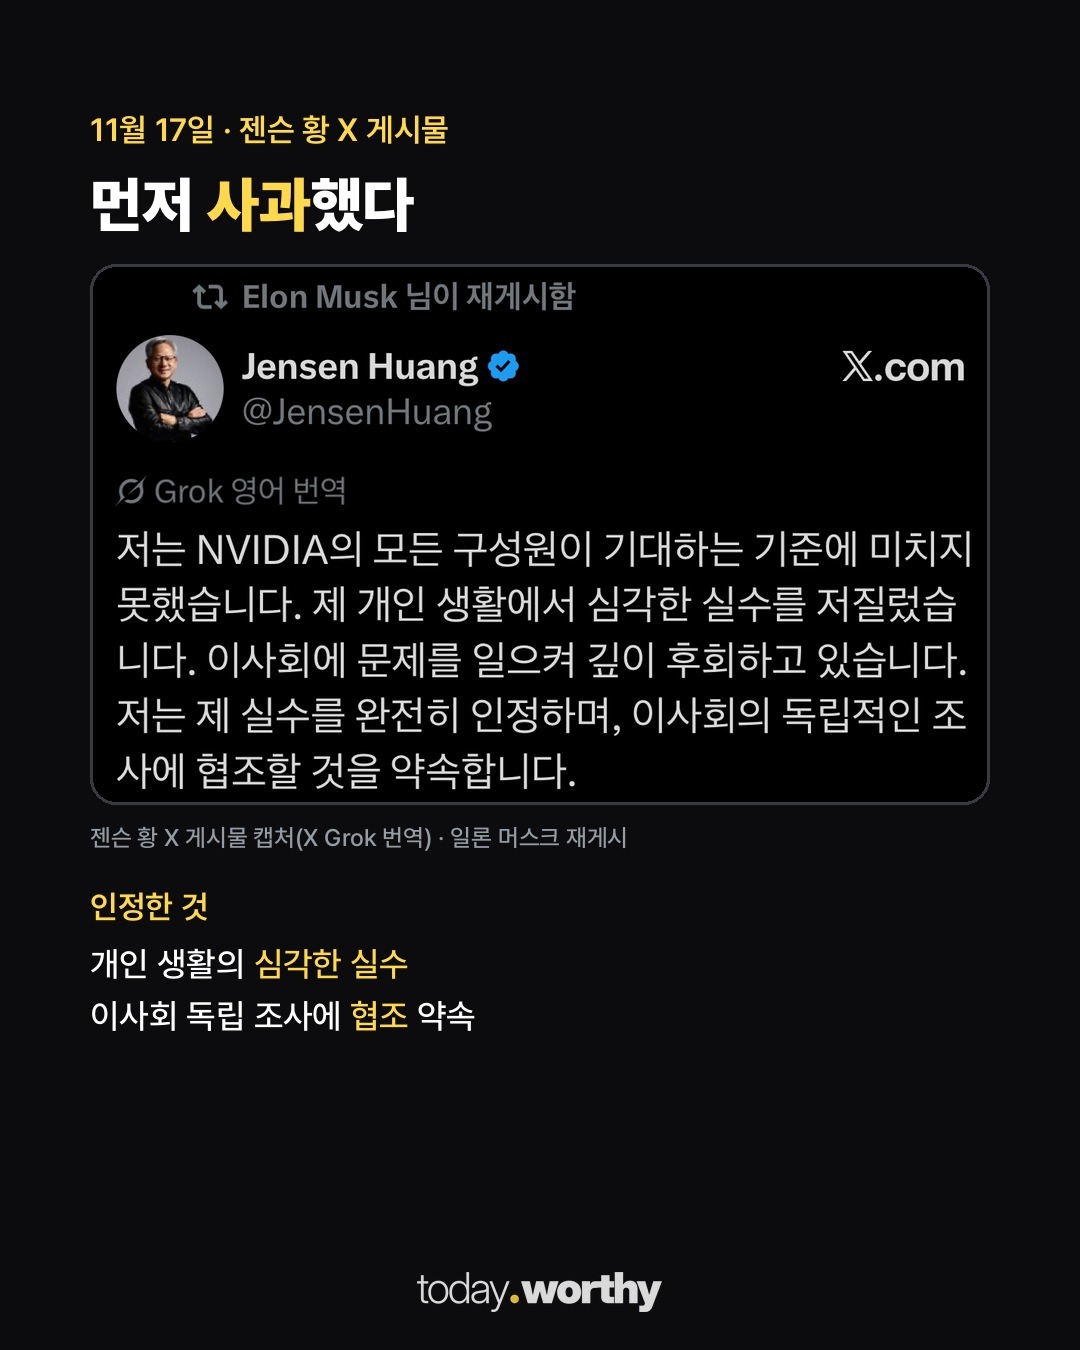 11월 17일 · 젠슨 황 X 게시물
먼저 사과했다
Elon Musk 님이 재게시함
Jensen Huang
X.com
@JensenHuang
Grok 영어 번역
저는 NVIDIA의 모든 구성원이 기대하는 기준에 미치지
못했습니다. 제 개인 생활에서 심각한 실수를 저질렀습
니다. 이사회에 문제를 일으켜 깊이 후회하고 있습니다.
저는 제 실수를 완전히 인정하며, 이사회의 독립적인 조
사에 협조할 것을 약속합니다.
젠슨 황 X 게시물 캡처(X Grok 번역) · 일론 머스크 재게시
인정한 것
개인 생활의 심각한 실수
이사회 독립 조사에 협조 약속
today.worthy